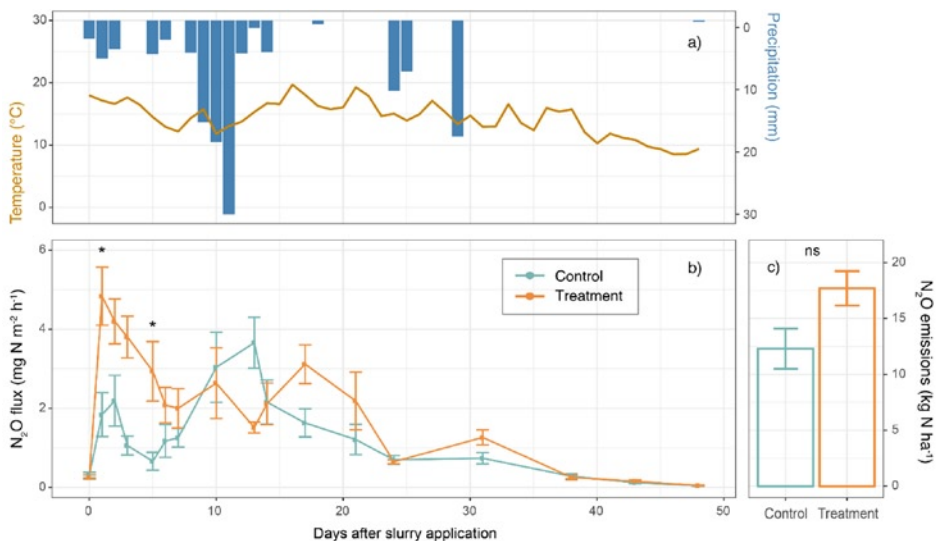 30
20
10
0
Temperature (°C)
a)
0
10
20
30
Precipitation (mm)
6
4
2
0
N₂O flux (mg N m⁻² h⁻¹)
*
*
Control
Treatment
b)
0
10
20
30
40
50
Days after slurry application
c)
ns
20
15
10
5
0
N₂O emissions (kg N ha⁻¹)
Control
Treatment